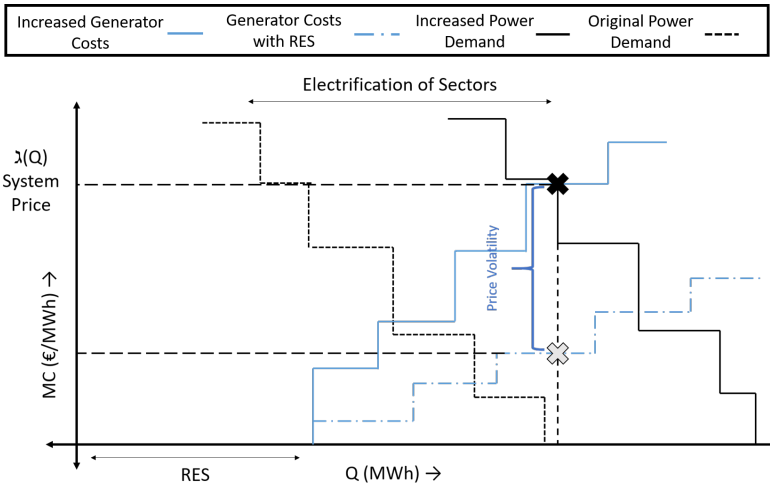 Increased Generator
Costs
Generator Costs
with RES
Increased Power
Demand
Original Power
Demand
Electrification of Sectors
λ(Q)
System
Price
Price Volatility
MC (€/MWh) →
RES
Q (MWh) →